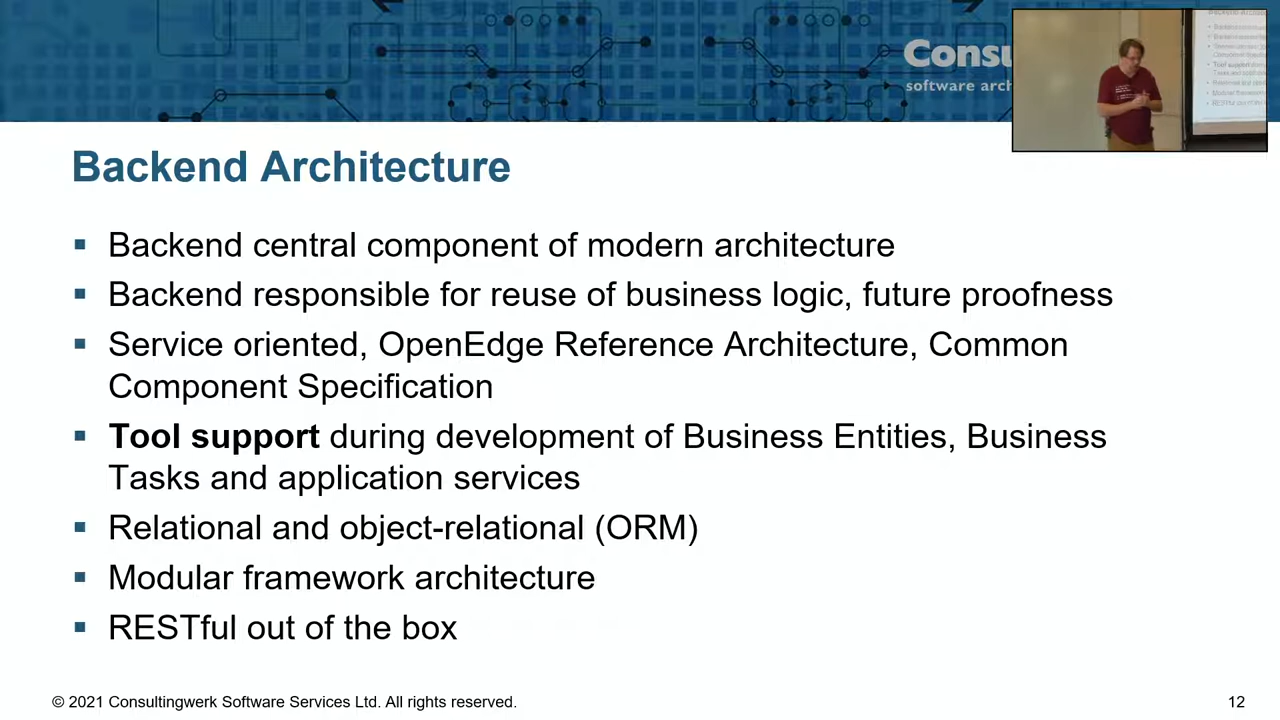 Consu
software arch
Backend Architecture
Backend central component of modern architecture
Backend responsible for reuse of business logic, future proofness
Service oriented, OpenEdge Reference Architecture, Common
Component Specification
Tool support during development of Business Entities, Business
Tasks and application services
Relational and object-relational (ORM)
Modular framework architecture
RESTful out of the box
© 2021 Consultingwerk Software Services Ltd. All rights reserved.
12